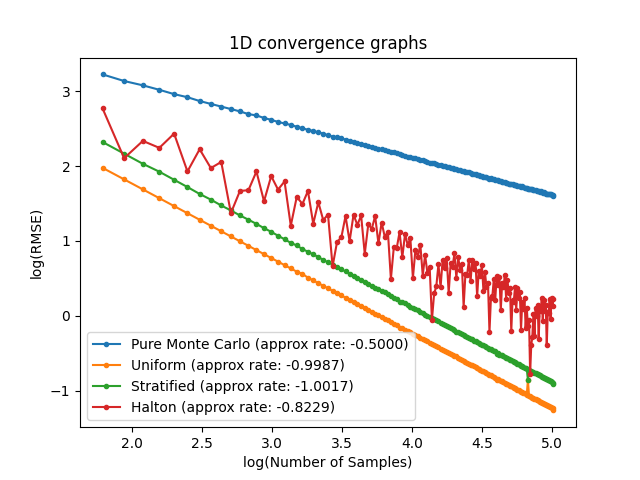 1D convergence graphs
3
2
1
0
−1
log(RMSE)
Pure Monte Carlo (approx rate: -0.5000)
Uniform (approx rate: -0.9987)
Stratified (approx rate: -1.0017)
Halton (approx rate: -0.8229)
2.0 2.5 3.0 3.5 4.0 4.5 5.0
log(Number of Samples)